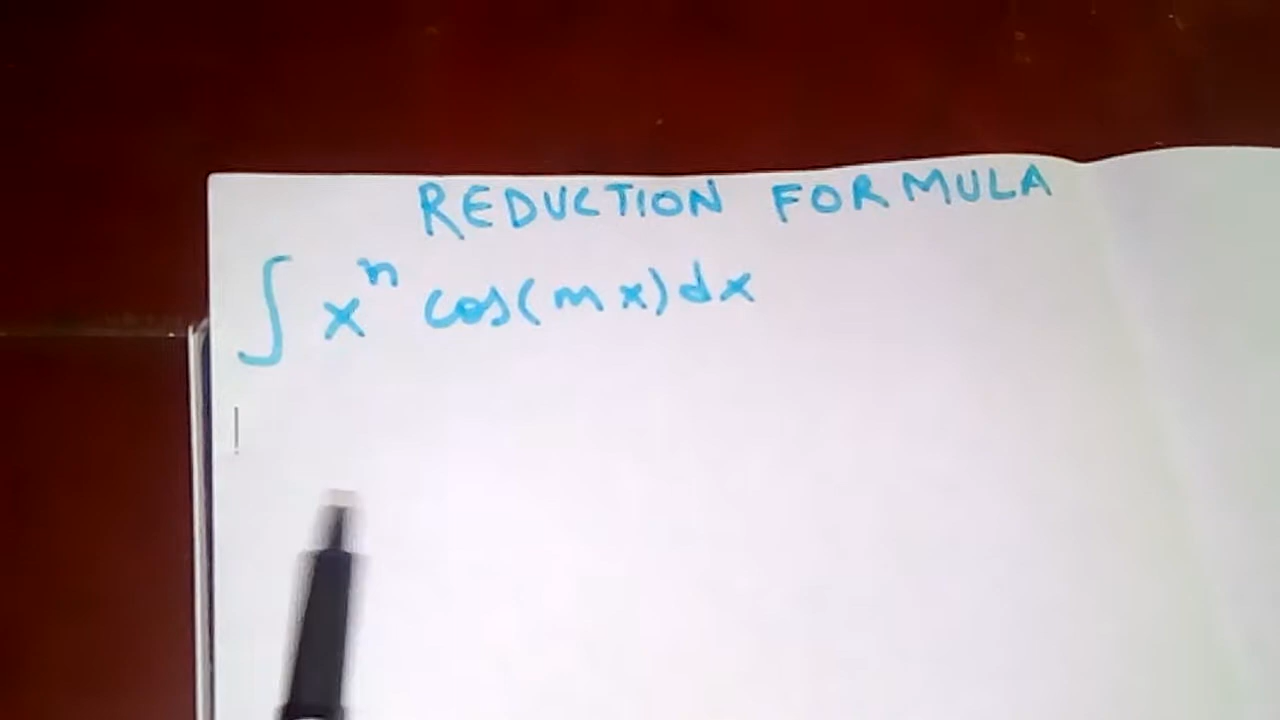 REDUCTION FORMULA
∫ xⁿ cos(mx)dx